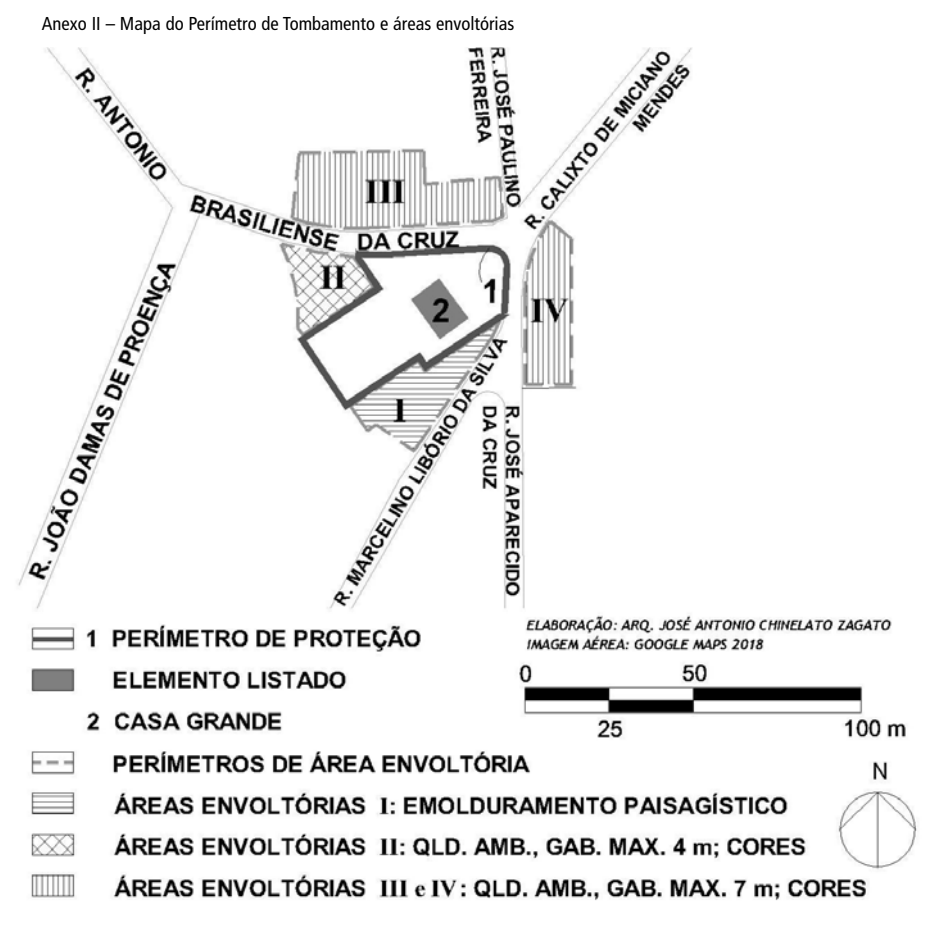 Anexo II – Mapa do Perímetro de Tombamento e áreas envoltórias
R. ANTONIO
BRASILIENSE
DA CRUZ
R. JOSÉ PAULINO
FERREIRA
R. CALIXTO DE MICIANO
MENDES
III
II
1
2
IV
I
R. JOÃO DAMAS DE PROENÇA
R. MARCELINO LIBÓRIO DA SILVA
R. JOSÉ APARECIDO
DA CRUZ
1 PERÍMETRO DE PROTEÇÃO
ELEMENTO LISTADO
2 CASA GRANDE
PERÍMETROS DE ÁREA ENVOLTÓRIA
ÁREAS ENVOLTÓRIAS I: EMOLDURAMENTO PAISAGÍSTICO
ÁREAS ENVOLTÓRIAS II: QLD. AMB., GAB. MAX. 4 m; CORES
ÁREAS ENVOLTÓRIAS III e IV: QLD. AMB., GAB. MAX. 7 m; CORES
ELABORAÇÃO: ARQ. JOSÉ ANTONIO CHINELATO ZAGATO
IMAGEM AÉREA: GOOGLE MAPS 2018
0 50
25 100 m
N